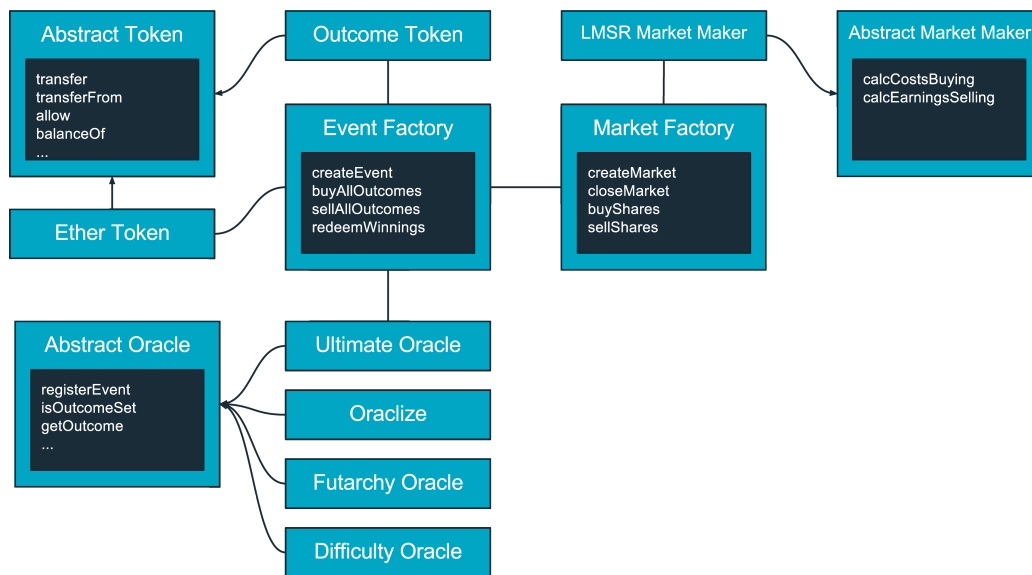 Abstract Token
transfer
transferFrom
allow
balanceOf
...
Outcome Token
LMSR Market Maker
Abstract Market Maker
calcCostsBuying
calcEarningsSelling
Event Factory
createEvent
buyAllOutcomes
sellAllOutcomes
redeemWinnings
Market Factory
createMarket
closeMarket
buyShares
sellShares
Ether Token
Abstract Oracle
registerEvent
isOutcomeSet
getOutcome
...
Ultimate Oracle
Oraclize
Futarchy Oracle
Difficulty Oracle